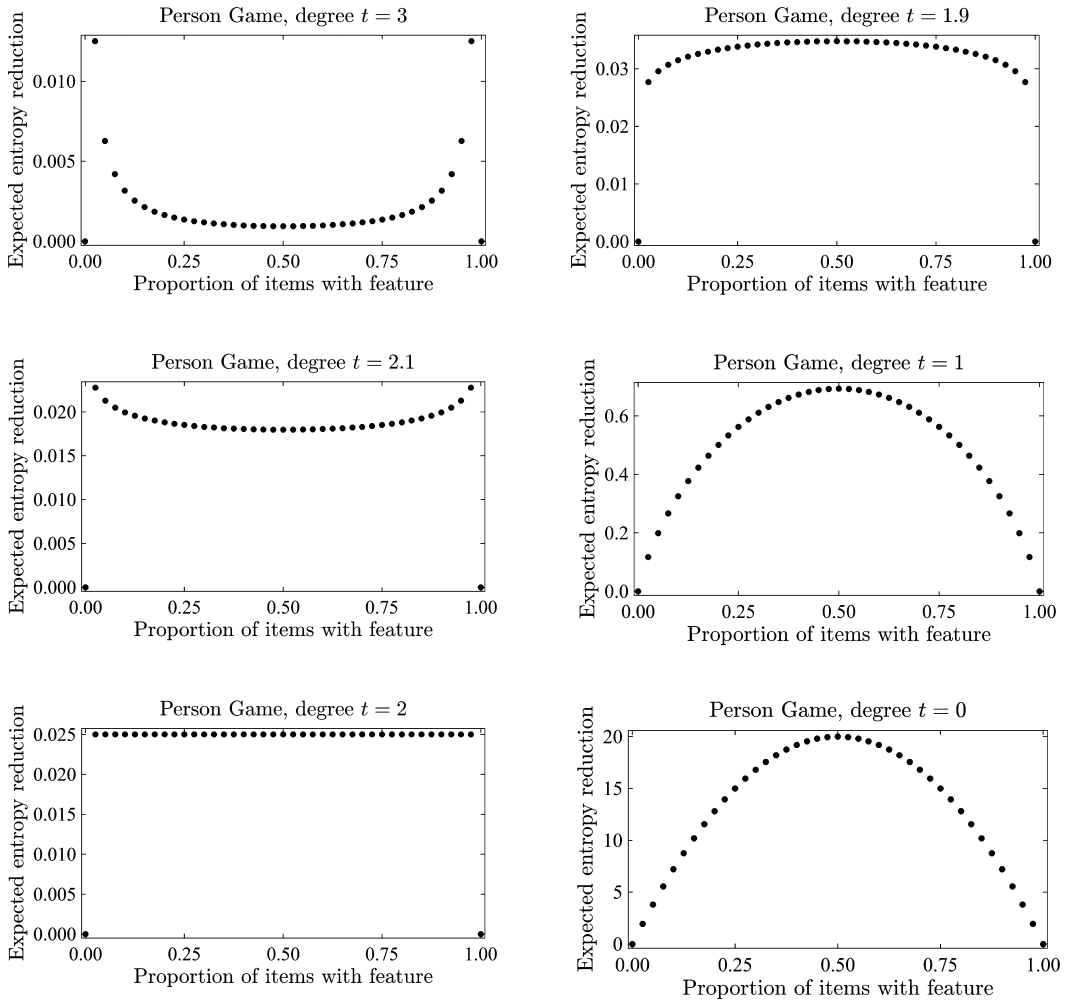 Person Game, degree t = 3
Expected entropy reduction
0.010
0.005
0.000
0.00 0.25 0.50 0.75 1.00
Proportion of items with feature
Person Game, degree t = 1.9
Expected entropy reduction
0.03
0.02
0.01
0.00
0.00 0.25 0.50 0.75 1.00
Proportion of items with feature
Person Game, degree t = 2.1
Expected entropy reduction
0.020
0.015
0.010
0.005
0.000
0.00 0.25 0.50 0.75 1.00
Proportion of items with feature
Person Game, degree t = 1
Expected entropy reduction
0.6
0.4
0.2
0.0
0.00 0.25 0.50 0.75 1.00
Proportion of items with feature
Person Game, degree t = 2
Expected entropy reduction
0.025
0.020
0.015
0.010
0.005
0.000
0.00 0.25 0.50 0.75 1.00
Proportion of items with feature
Person Game, degree t = 0
Expected entropy reduction
20
15
10
5
0
0.00 0.25 0.50 0.75 1.00
Proportion of items with feature